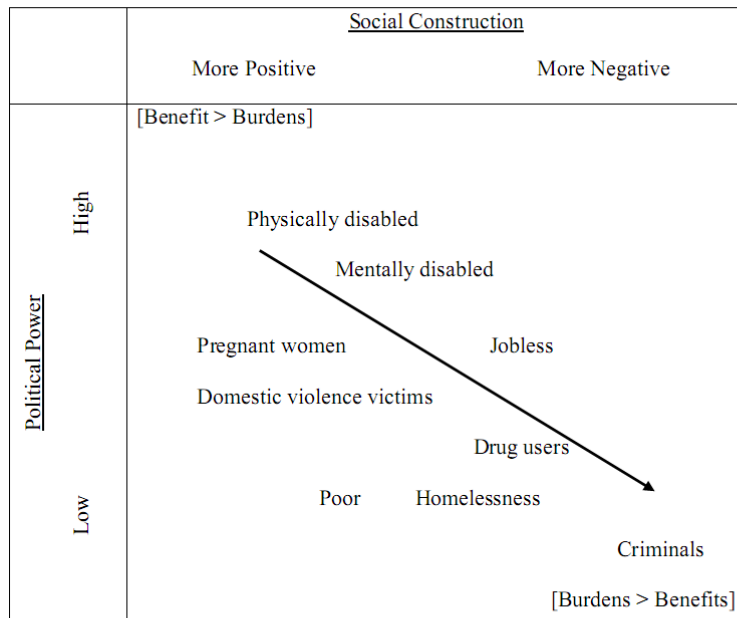 Social Construction
More Positive More Negative
[Benefit > Burdens]
High
Physically disabled
Mentally disabled
Political Power
Pregnant women Jobless
Domestic violence victims
Drug users
Low
Poor Homelessness
Criminals
[Burdens > Benefits]